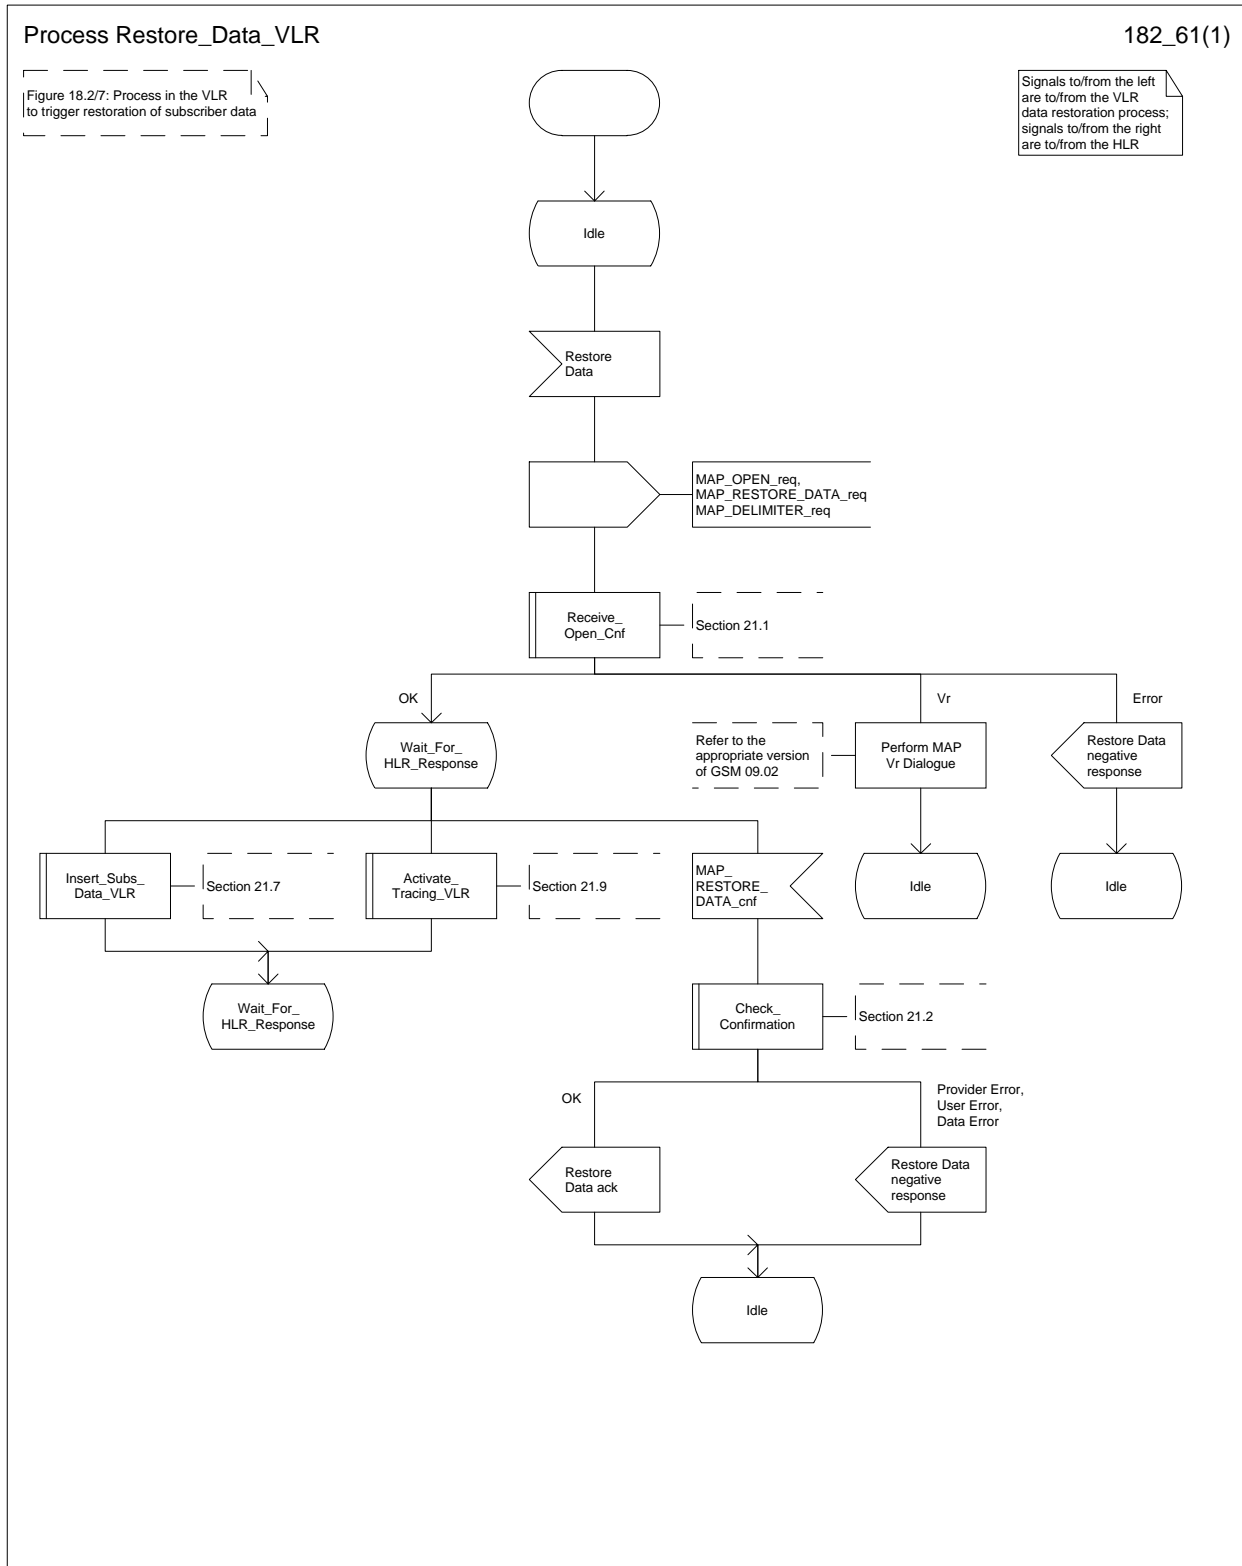 Process Restore_Data_VLR
182_61(1)
Figure 18.2/7: Process in the VLR
to trigger restoration of subscriber data
Signals to/from the left
are to/from the VLR
data restoration process;
signals to/from the right
are to/from the HLR
Idle
Restore
Data
MAP_OPEN_req,
MAP_RESTORE_DATA_req
MAP_DELIMITER_req
Receive_
Open_Cnf
Section 21.1
OK
Vr
Error
Wait_For_
HLR_Response
Refer to the
appropriate version
of GSM 09.02
Perform MAP
Vr Dialogue
Restore Data
negative
response
Insert_Subs_
Data_VLR
Section 21.7
Activate_
Tracing_VLR
Section 21.9
MAP_
RESTORE_
DATA_cnf
Idle
Idle
Wait_For_
HLR_Response
Check_
Confirmation
Section 21.2
OK
Provider Error,
User Error,
Data Error
Restore
Data ack
Restore Data
negative
response
Idle